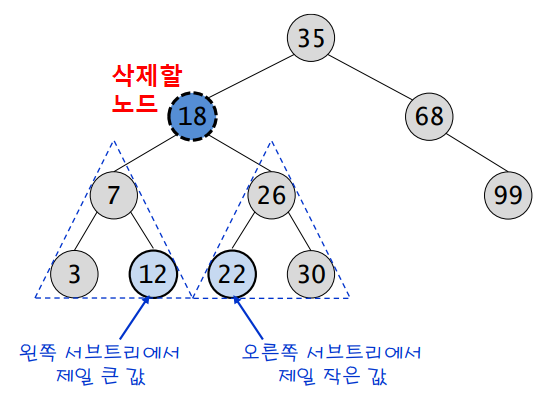 35
삭제할
노드
18
68
7
26
99
3
12
22
30
왼쪽 서브트리에서
제일 큰 값
오른쪽 서브트리에서
제일 작은 값